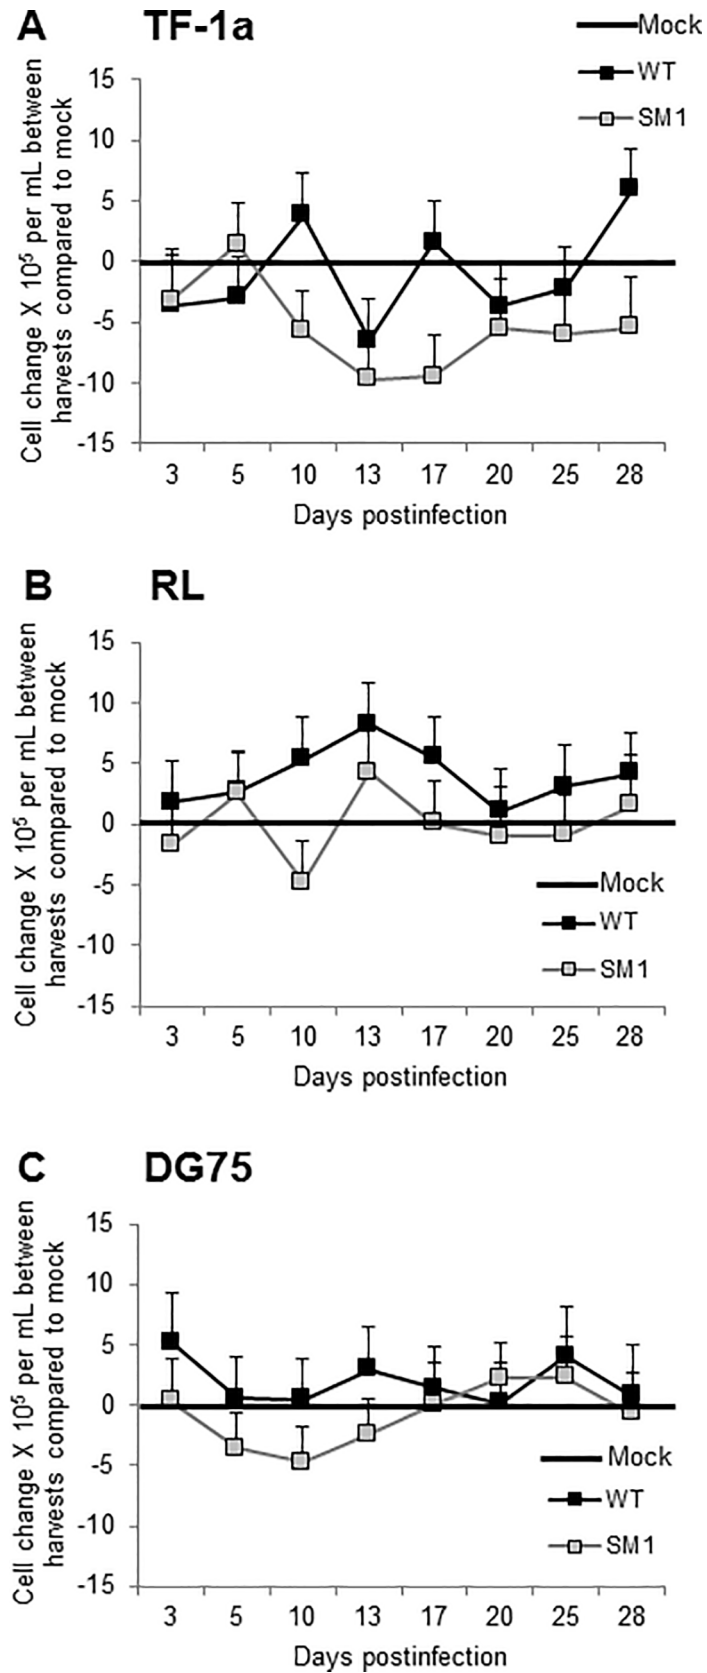 A TF-1a
Mock
WT
SM1
Cell change X 10⁵ per mL between
harvests compared to mock
15
10
5
0
-5
-10
-15
3 5 10 13 17 20 25 28
Days postinfection
B RL
Cell change X 10⁵ per mL between
harvests compared to mock
15
10
5
0
-5
-10
-15
Mock
WT
SM1
3 5 10 13 17 20 25 28
Days postinfection
C DG75
Cell change X 10⁵ per mL between
harvests compared to mock
15
10
5
0
-5
-10
-15
Mock
WT
SM1
3 5 10 13 17 20 25 28
Days postinfection